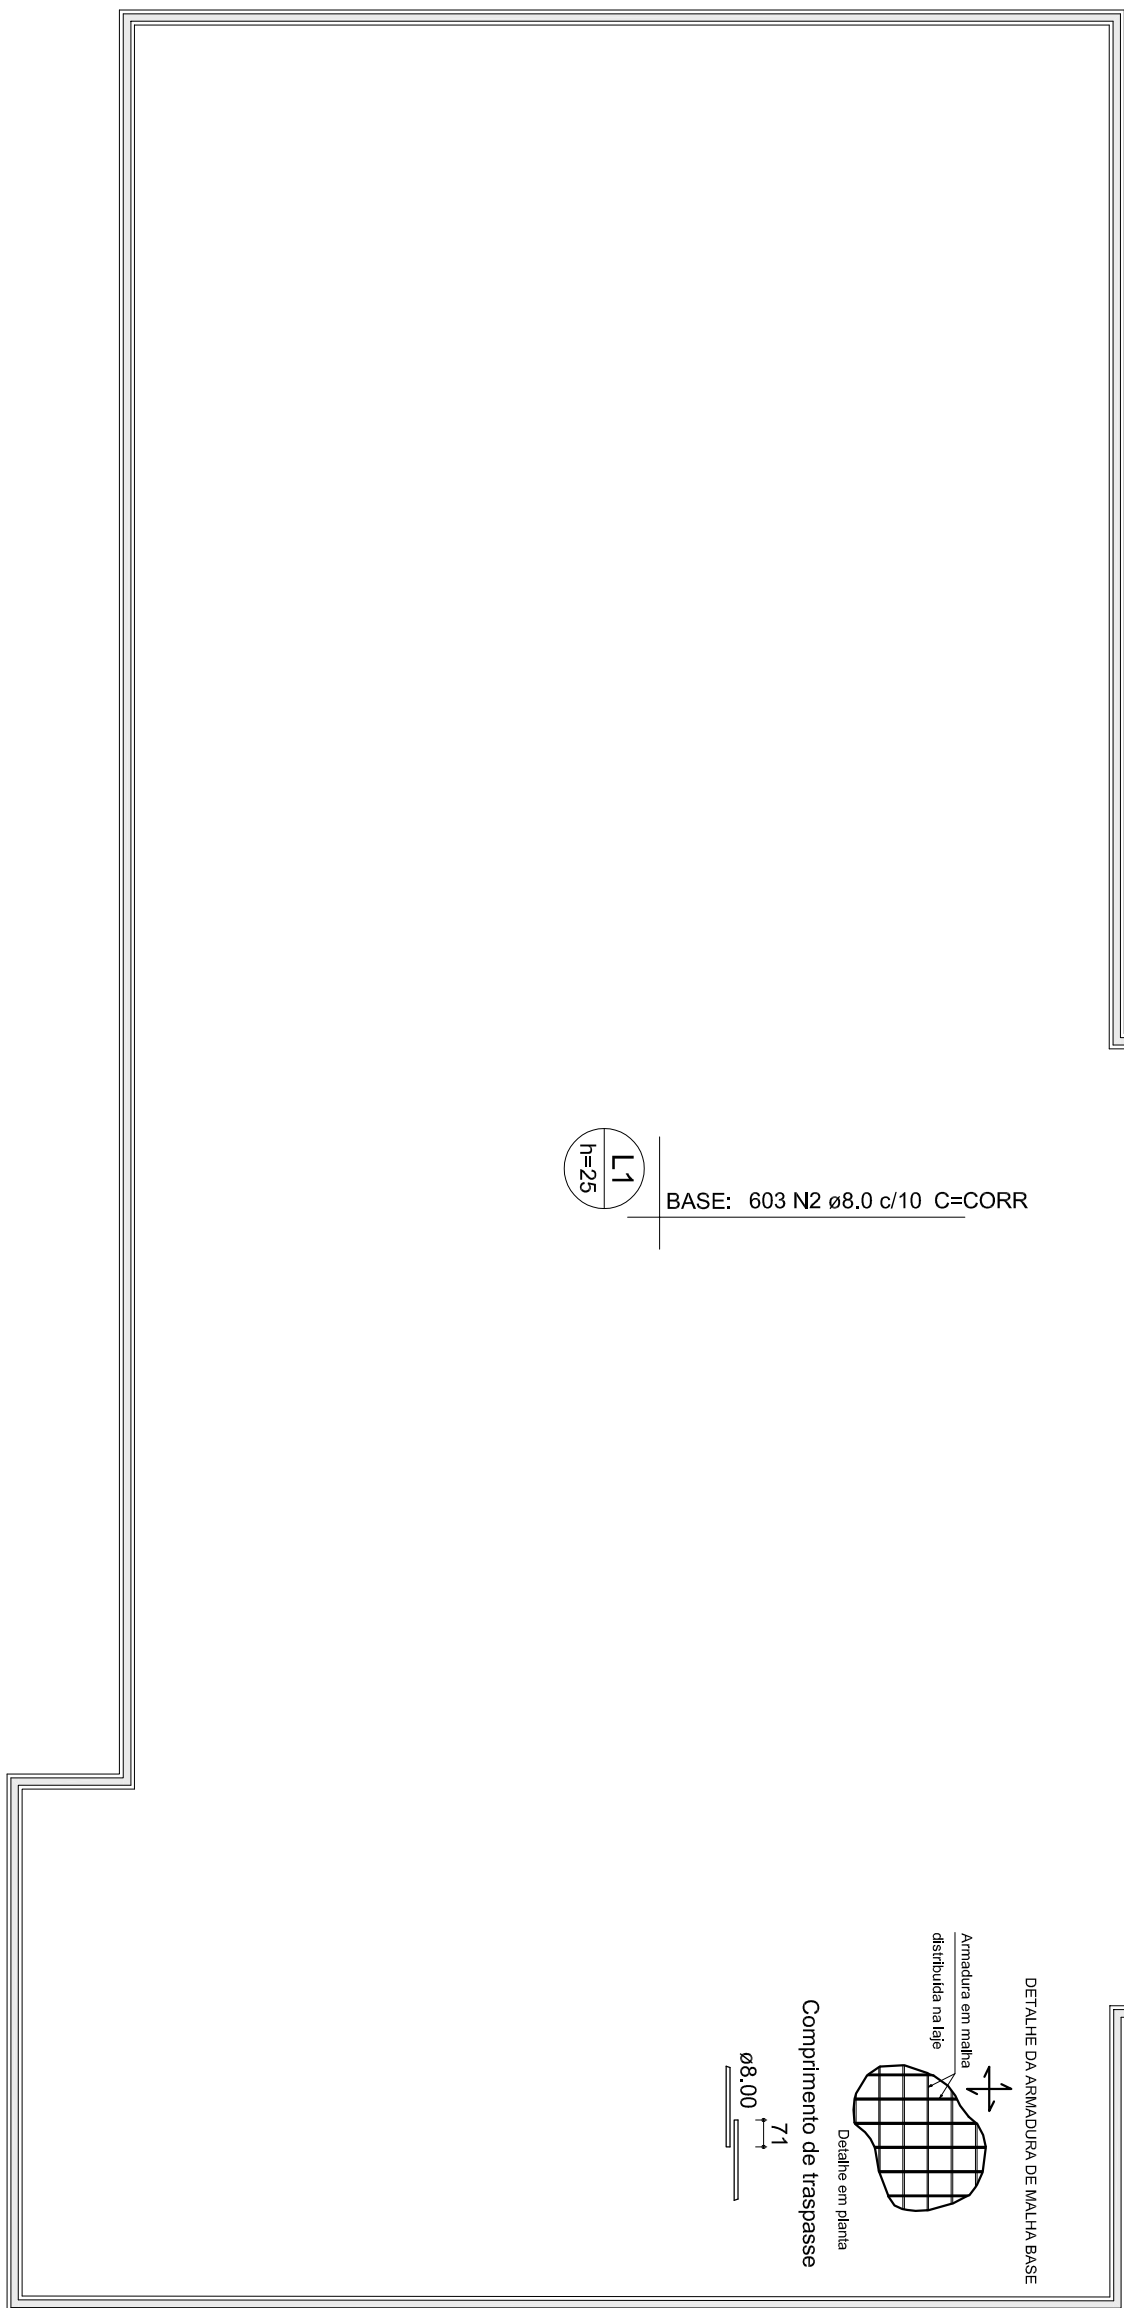 L1
h=25
BASE: 603 N2 ø8.0 c/10 C=CORR
DETALHE DA ARMADURA DE MALHA BASE
Armadura em malha
distribuída na laje
Detalhe em planta
Comprimento de traspasse
71
ø8.00